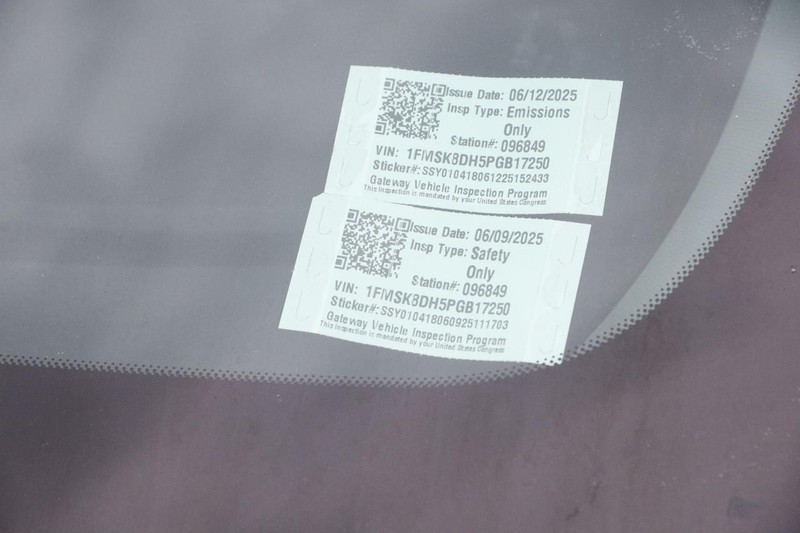 Issue Date: 06/12/2025
Insp Type: Emissions
Only
Station#: 096849
VIN: 1FMSK8DH5PGB17250
Sticker#: SSY010418061225152433
Gateway Vehicle Inspection Program
This Inspection is mandated by your United States Congress
Issue Date: 06/09/2025
Insp Type: Safety
Only
Station#: 096849
VIN: 1FMSK8DH5PGB17250
Sticker#: SSY010418060925111703
Gateway Vehicle Inspection Program
This Inspection is mandated by your United States Congress